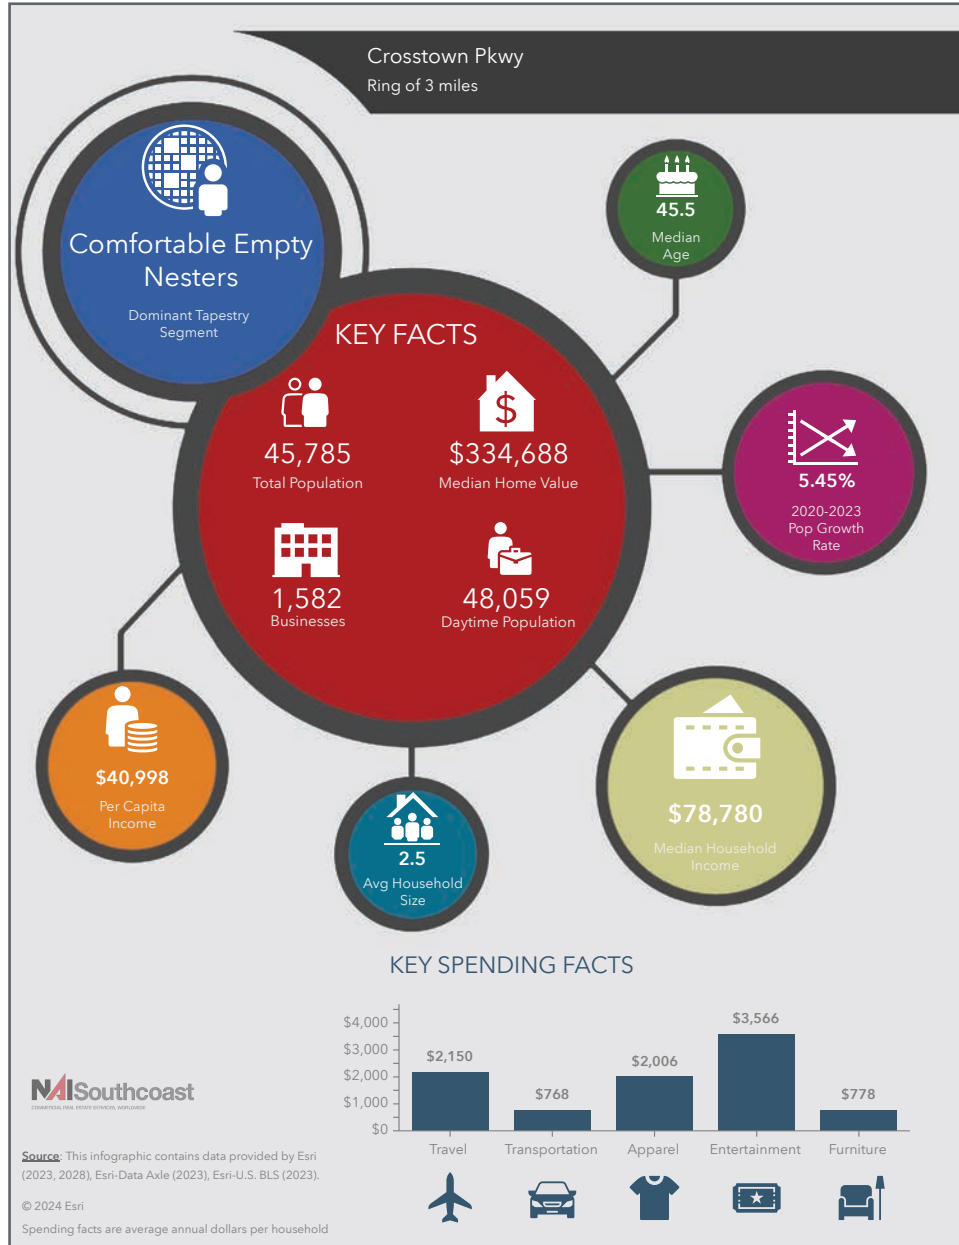 Crosstown Pkwy
Ring of 3 miles
Comfortable Empty
Nesters
Dominant Tapestry
Segment
45.5
Median
Age
KEY FACTS
45,785
Total Population
$334,688
Median Home Value
1,582
Businesses
48,059
Daytime Population
5.45%
2020-2023
Pop Growth
Rate
$40,998
Per Capita
Income
2.5
Avg Household
Size
$78,780
Median Household
Income
KEY SPENDING FACTS
$4,000
$3,000
$2,000
$1,000
$0
$2,150
$768
$2,006
$3,566
$778
Travel
Transportation
Apparel
Entertainment
Furniture
NAISouthcoast
COMMERCIAL REAL ESTATE SERVICES, WORLDWIDE
Source: This infographic contains data provided by Esri
(2023, 2028), Esri-Data Axle (2023), Esri-U.S. BLS (2023).
© 2024 Esri
Spending facts are average annual dollars per household